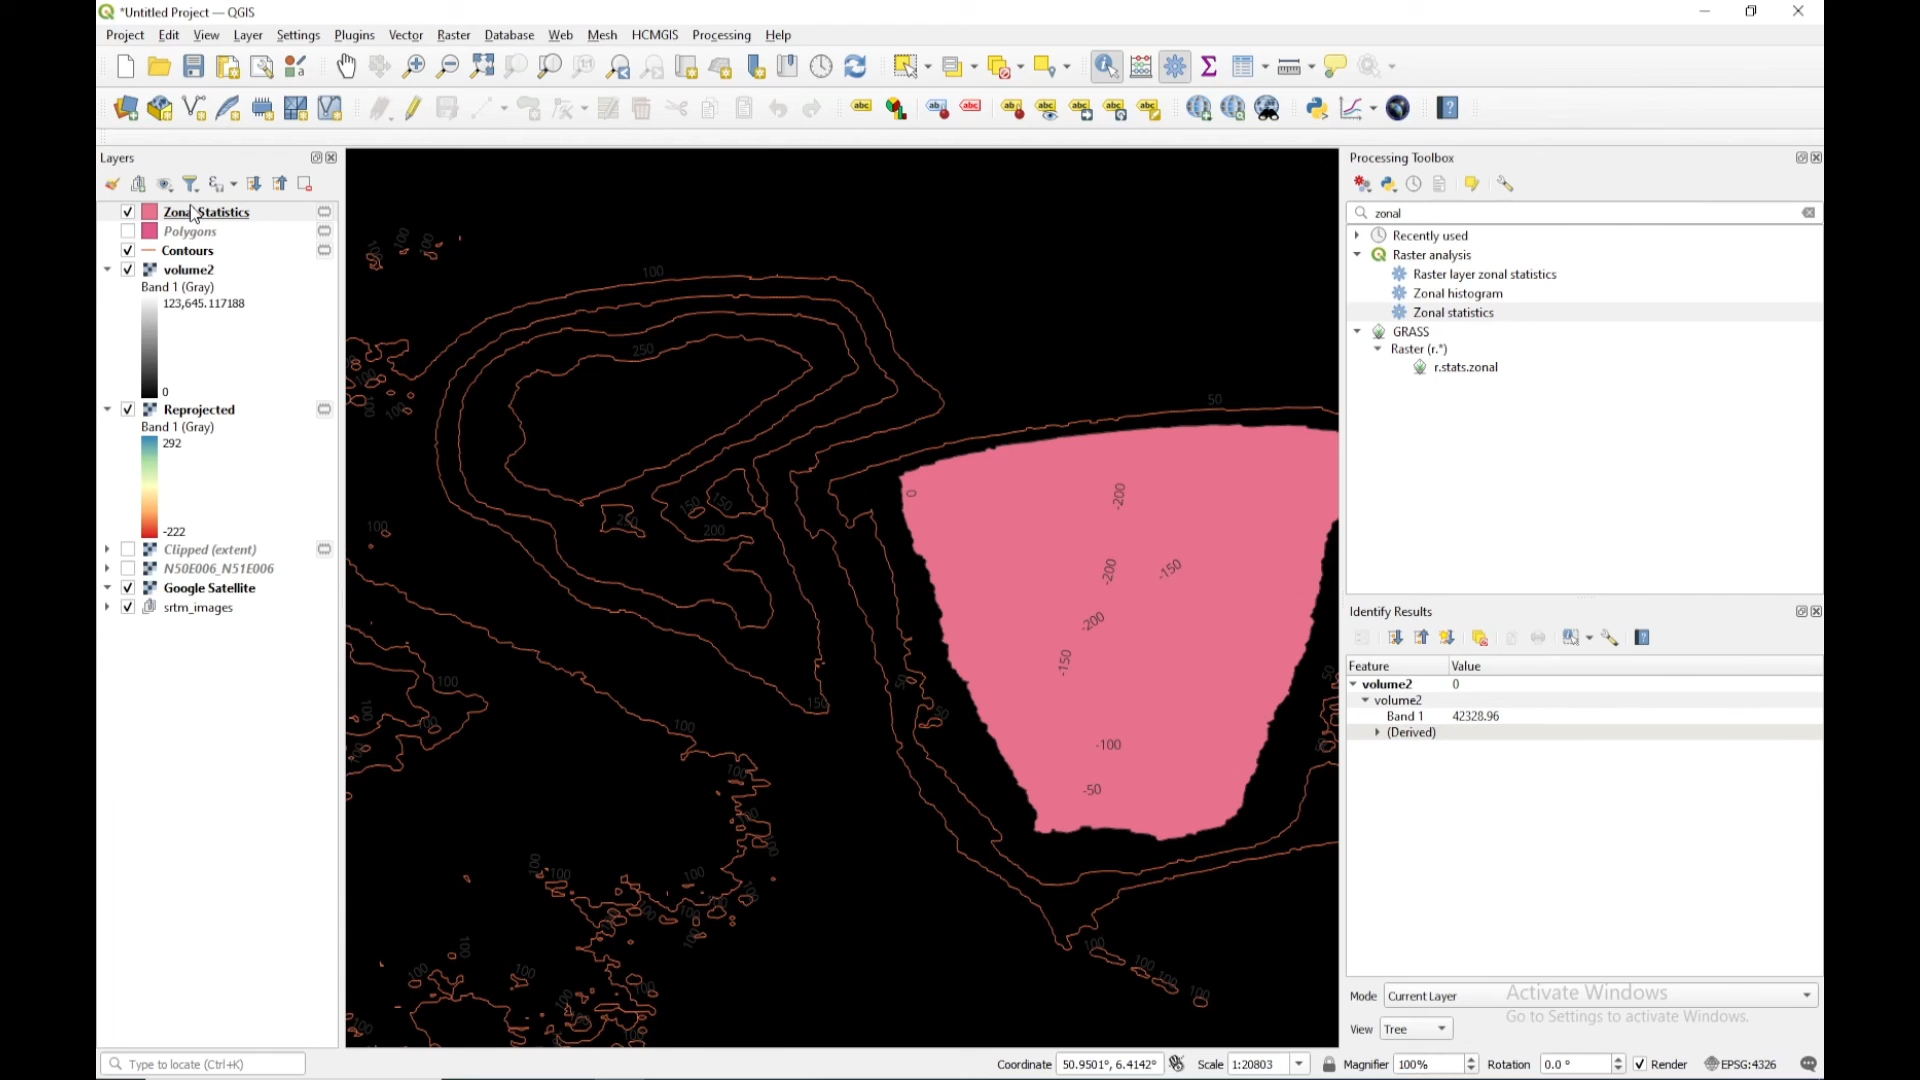 *Untitled Project — QGIS
Project Edit View Layer Settings Plugins Vector Raster Database Web Mesh HCMGIS Processing Help
Layers
Zonal Statistics
Polygons
Contours
volume2
Band 1 (Gray)
123,645.117188
0
Reprojected
Band 1 (Gray)
292
-222
Clipped (extent)
N50E006_N51E006
Google Satellite
srtm_images
100
250
50
150
200
0
-200
-150
-200
-200
-150
-100
-50
Processing Toolbox
zonal
Recently used
Raster analysis
Raster layer zonal statistics
Zonal histogram
Zonal statistics
GRASS
Raster (r.*)
r.stats.zonal
Identify Results
Feature Value
volume2 0
volume2
Band 1 42328.96
(Derived)
Mode Current Layer
Activate Windows
Go to Settings to activate Windows.
View Tree
Type to locate (Ctrl+K)
Coordinate 50.9501°, 6.4142° Scale 1:20803 Magnifier 100% Rotation 0.0 ° Render EPSG:4326